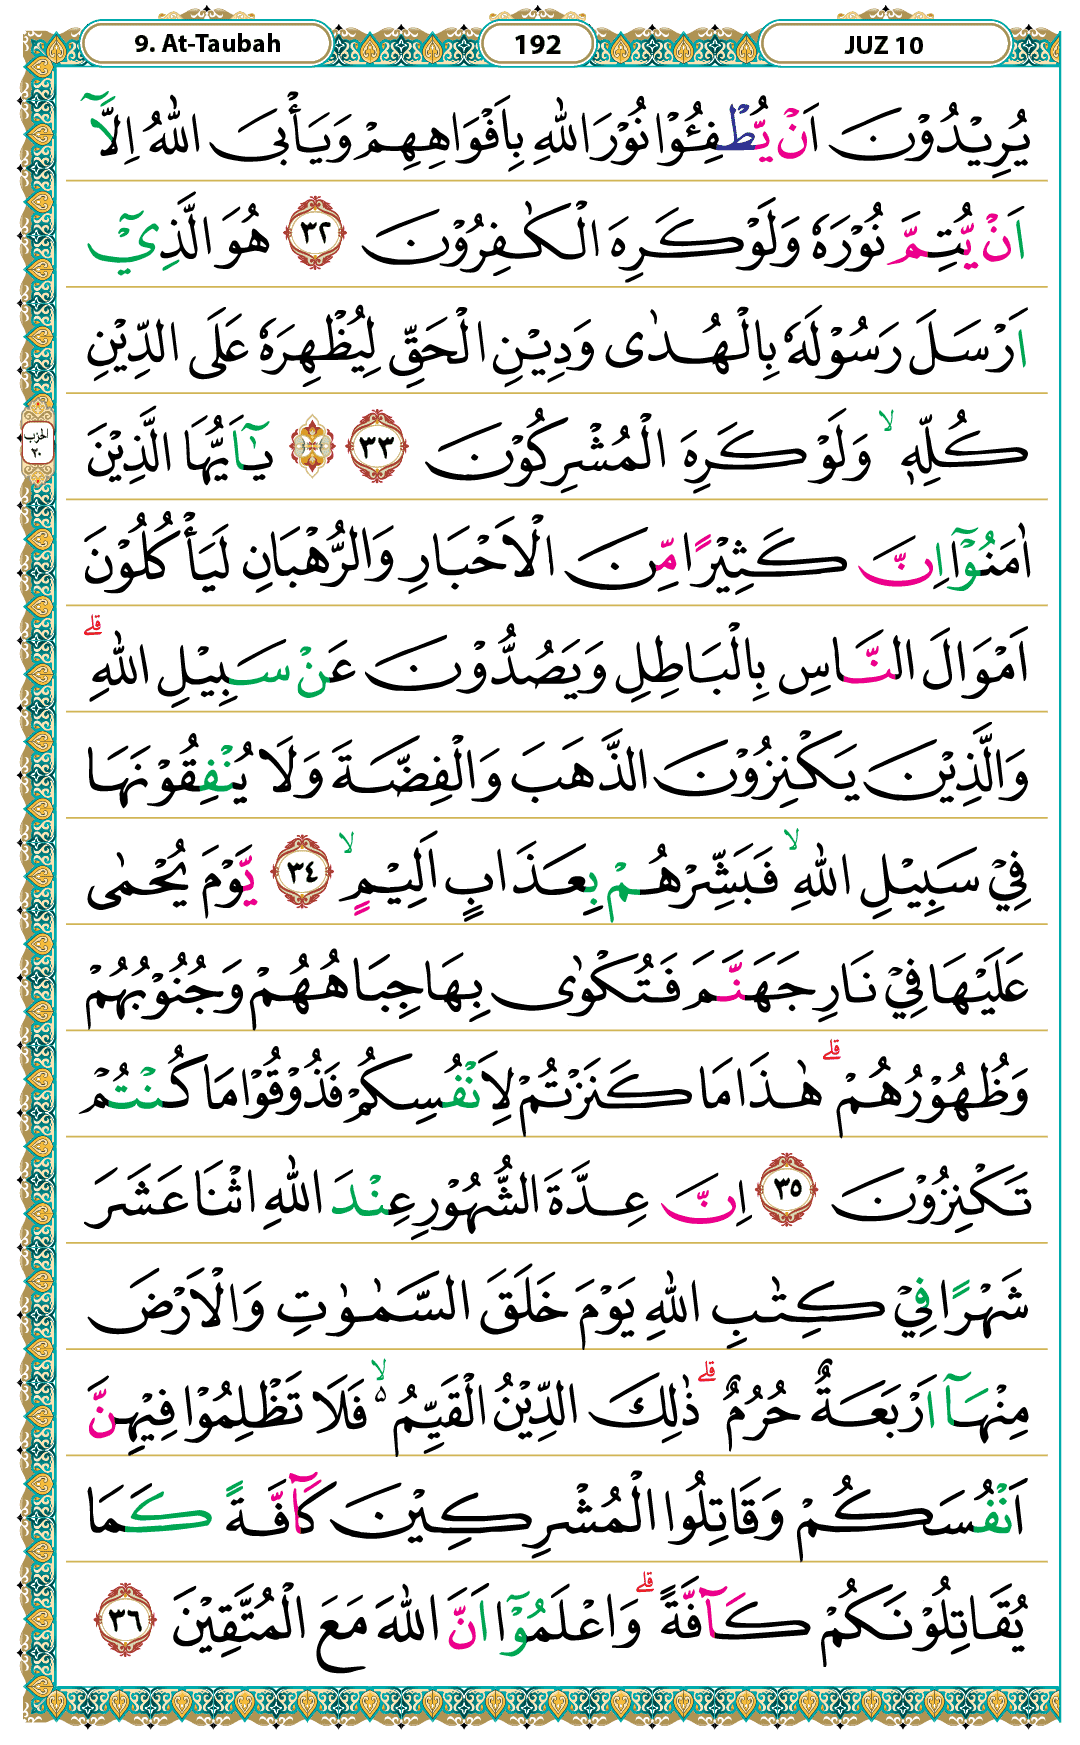 9. At-Taubah
192
JUZ 10
يُرِيْدُوْنَ اَنْ يُّطْفِـُٔوْا نُوْرَ اللّٰهِ بِاَفْوَاهِهِمْ وَيَأْبَى اللّٰهُ اِلَّآ
اَنْ يُّتِمَّ نُوْرَهٗ وَلَوْ كَرِهَ الْكٰفِرُوْنَ ٣٢ هُوَ الَّذِيْٓ
اَرْسَلَ رَسُوْلَهٗ بِالْهُدٰى وَدِيْنِ الْحَقِّ لِيُظْهِرَهٗ عَلَى الدِّيْنِ
كُلِّهٖۙ وَلَوْ كَرِهَ الْمُشْرِكُوْنَ ٣٣ ۞ يٰٓاَيُّهَا الَّذِيْنَ
الحزب
٢٠
اٰمَنُوْٓا اِنَّ كَثِيْرًا مِّنَ الْاَحْبَارِ وَالرُّهْبَانِ لَيَأْكُلُوْنَ
اَمْوَالَ النَّاسِ بِالْبَاطِلِ وَيَصُدُّوْنَ عَنْ سَبِيْلِ اللّٰهِۗ
وَالَّذِيْنَ يَكْنِزُوْنَ الذَّهَبَ وَالْفِضَّةَ وَلَا يُنْفِقُوْنَهَا
فِيْ سَبِيْلِ اللّٰهِۙ فَبَشِّرْهُمْ بِعَذَابٍ اَلِيْمٍۙ ٣٤ يَّوْمَ يُحْمٰى
عَلَيْهَا فِيْ نَارِ جَهَنَّمَ فَتُكْوٰى بِهَا جِبَاهُهُمْ وَجُنُوْبُهُمْ
وَظُهُوْرُهُمْۗ هٰذَا مَا كَنَزْتُمْ لِاَنْفُسِكُمْ فَذُوْقُوْا مَا كُنْتُمْ
تَكْنِزُوْنَ ٣٥ اِنَّ عِدَّةَ الشُّهُوْرِ عِنْدَ اللّٰهِ اثْنَا عَشَرَ
شَهْرًا فِيْ كِتٰبِ اللّٰهِ يَوْمَ خَلَقَ السَّمٰوٰتِ وَالْاَرْضَ
مِنْهَآ اَرْبَعَةٌ حُرُمٌۗ ذٰلِكَ الدِّيْنُ الْقَيِّمُ ەۙ فَلَا تَظْلِمُوْا فِيْهِنَّ
اَنْفُسَكُمْ وَقَاتِلُوا الْمُشْرِكِيْنَ كَاۤفَّةً كَمَا
يُقَاتِلُوْنَكُمْ كَاۤفَّةًۗ وَاعْلَمُوْٓا اَنَّ اللّٰهَ مَعَ الْمُتَّقِيْنَ ٣٦